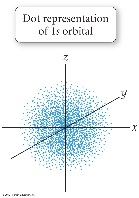 Dot representation
of 1s orbital
z
y
x